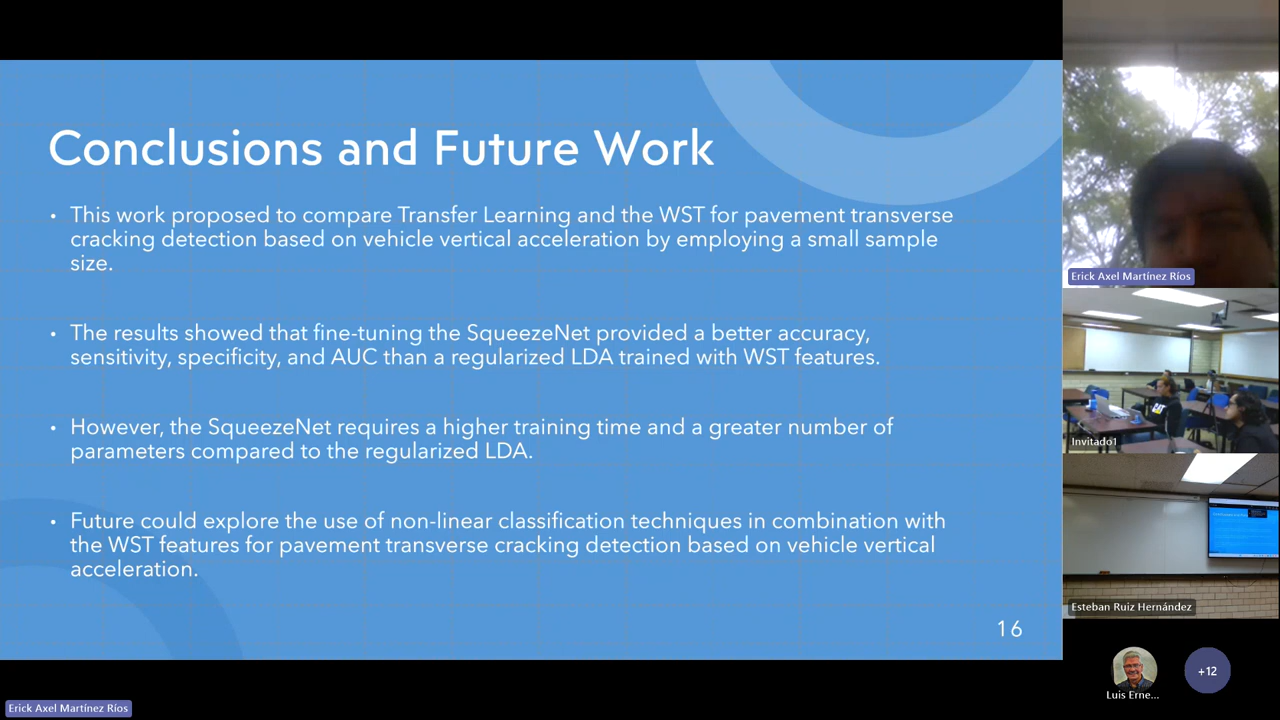 Conclusions and Future Work
• This work proposed to compare Transfer Learning and the WST for pavement transverse
cracking detection based on vehicle vertical acceleration by employing a small sample
size.
• The results showed that fine-tuning the SqueezeNet provided a better accuracy,
sensitivity, specificity, and AUC than a regularized LDA trained with WST features.
• However, the SqueezeNet requires a higher training time and a greater number of
parameters compared to the regularized LDA.
• Future could explore the use of non-linear classification techniques in combination with
the WST features for pavement transverse cracking detection based on vehicle vertical
acceleration.
16
Erick Axel Martínez Ríos
Invitado1
Esteban Ruiz Hernández
Luis Erne...
+12
Erick Axel Martínez Ríos